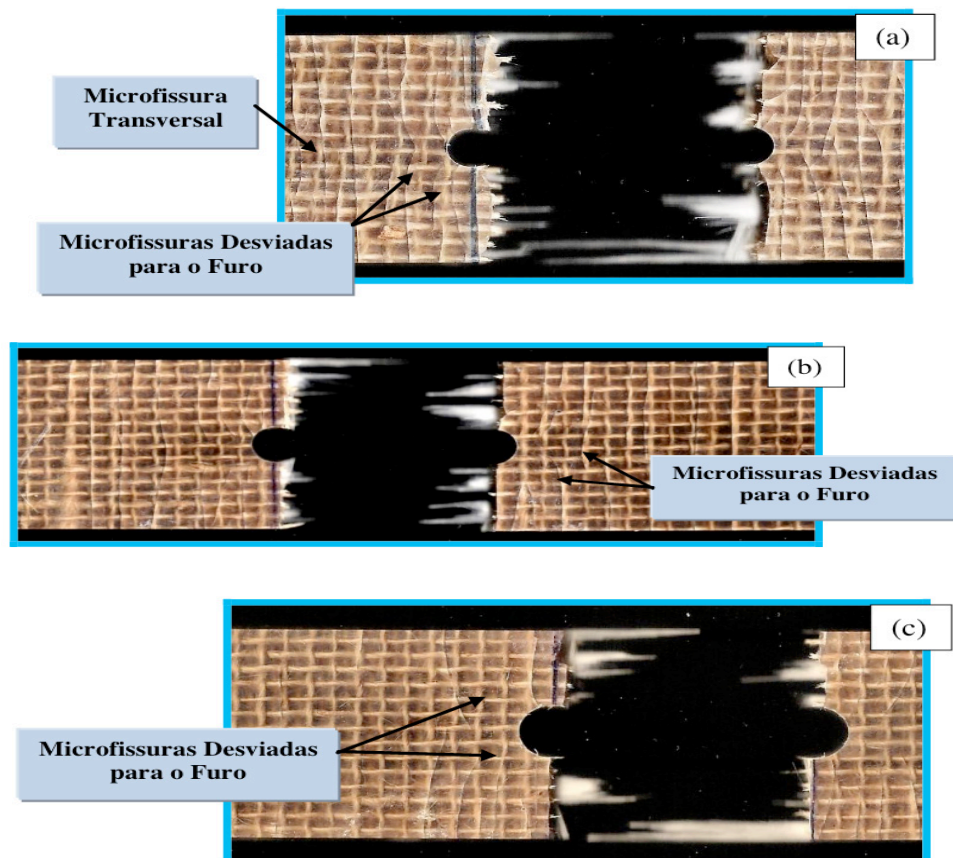 (a)
Microfissura
Transversal
Microfissuras Desviadas
para o Furo
(b)
Microfissuras Desviadas
para o Furo
(c)
Microfissuras Desviadas
para o Furo